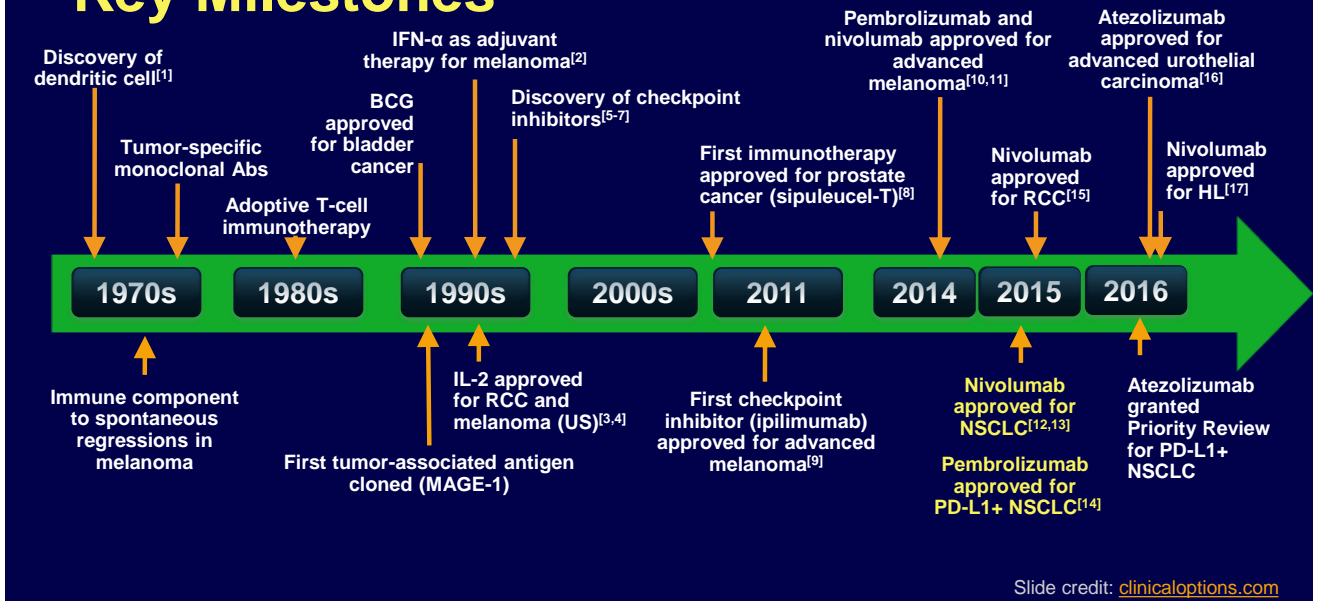 Key Milestones
Discovery of
dendritic cell[1]
Tumor-specific
monoclonal Abs
Adoptive T-cell
immunotherapy
BCG
approved
for bladder
cancer
IFN-α as adjuvant
therapy for melanoma[2]
Discovery of checkpoint
inhibitors[5-7]
First immunotherapy
approved for prostate
cancer (sipuleucel-T)[8]
Pembrolizumab and
nivolumab approved for
advanced
melanoma[10,11]
Nivolumab
approved
for RCC[15]
Atezolizumab
approved for
advanced urothelial
carcinoma[16]
Nivolumab
approved
for HL[17]
1970s
1980s
1990s
2000s
2011
2014
2015
2016
Immune component
to spontaneous
regressions in
melanoma
First tumor-associated antigen
cloned (MAGE-1)
IL-2 approved
for RCC and
melanoma (US)[3,4]
First checkpoint
inhibitor (ipilimumab)
approved for advanced
melanoma[9]
Nivolumab
approved for
NSCLC[12,13]
Pembrolizumab
approved for
PD-L1+ NSCLC[14]
Atezolizumab
granted
Priority Review
for PD-L1+
NSCLC
Slide credit: clinicaloptions.com